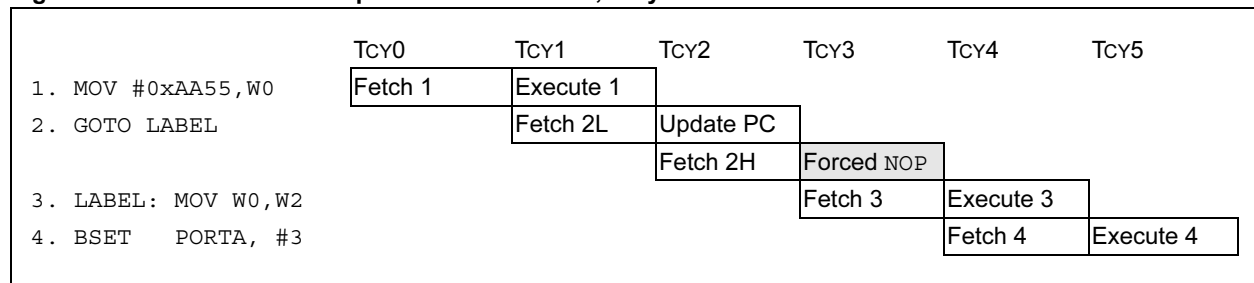 TCY0 TCY1 TCY2 TCY3 TCY4 TCY5
1. MOV #0xAA55,W0 Fetch 1 Execute 1
2. GOTO LABEL Fetch 2L Update PC
Fetch 2H Forced NOP
3. LABEL: MOV W0,W2 Fetch 3 Execute 3
4. BSET PORTA, #3 Fetch 4 Execute 4